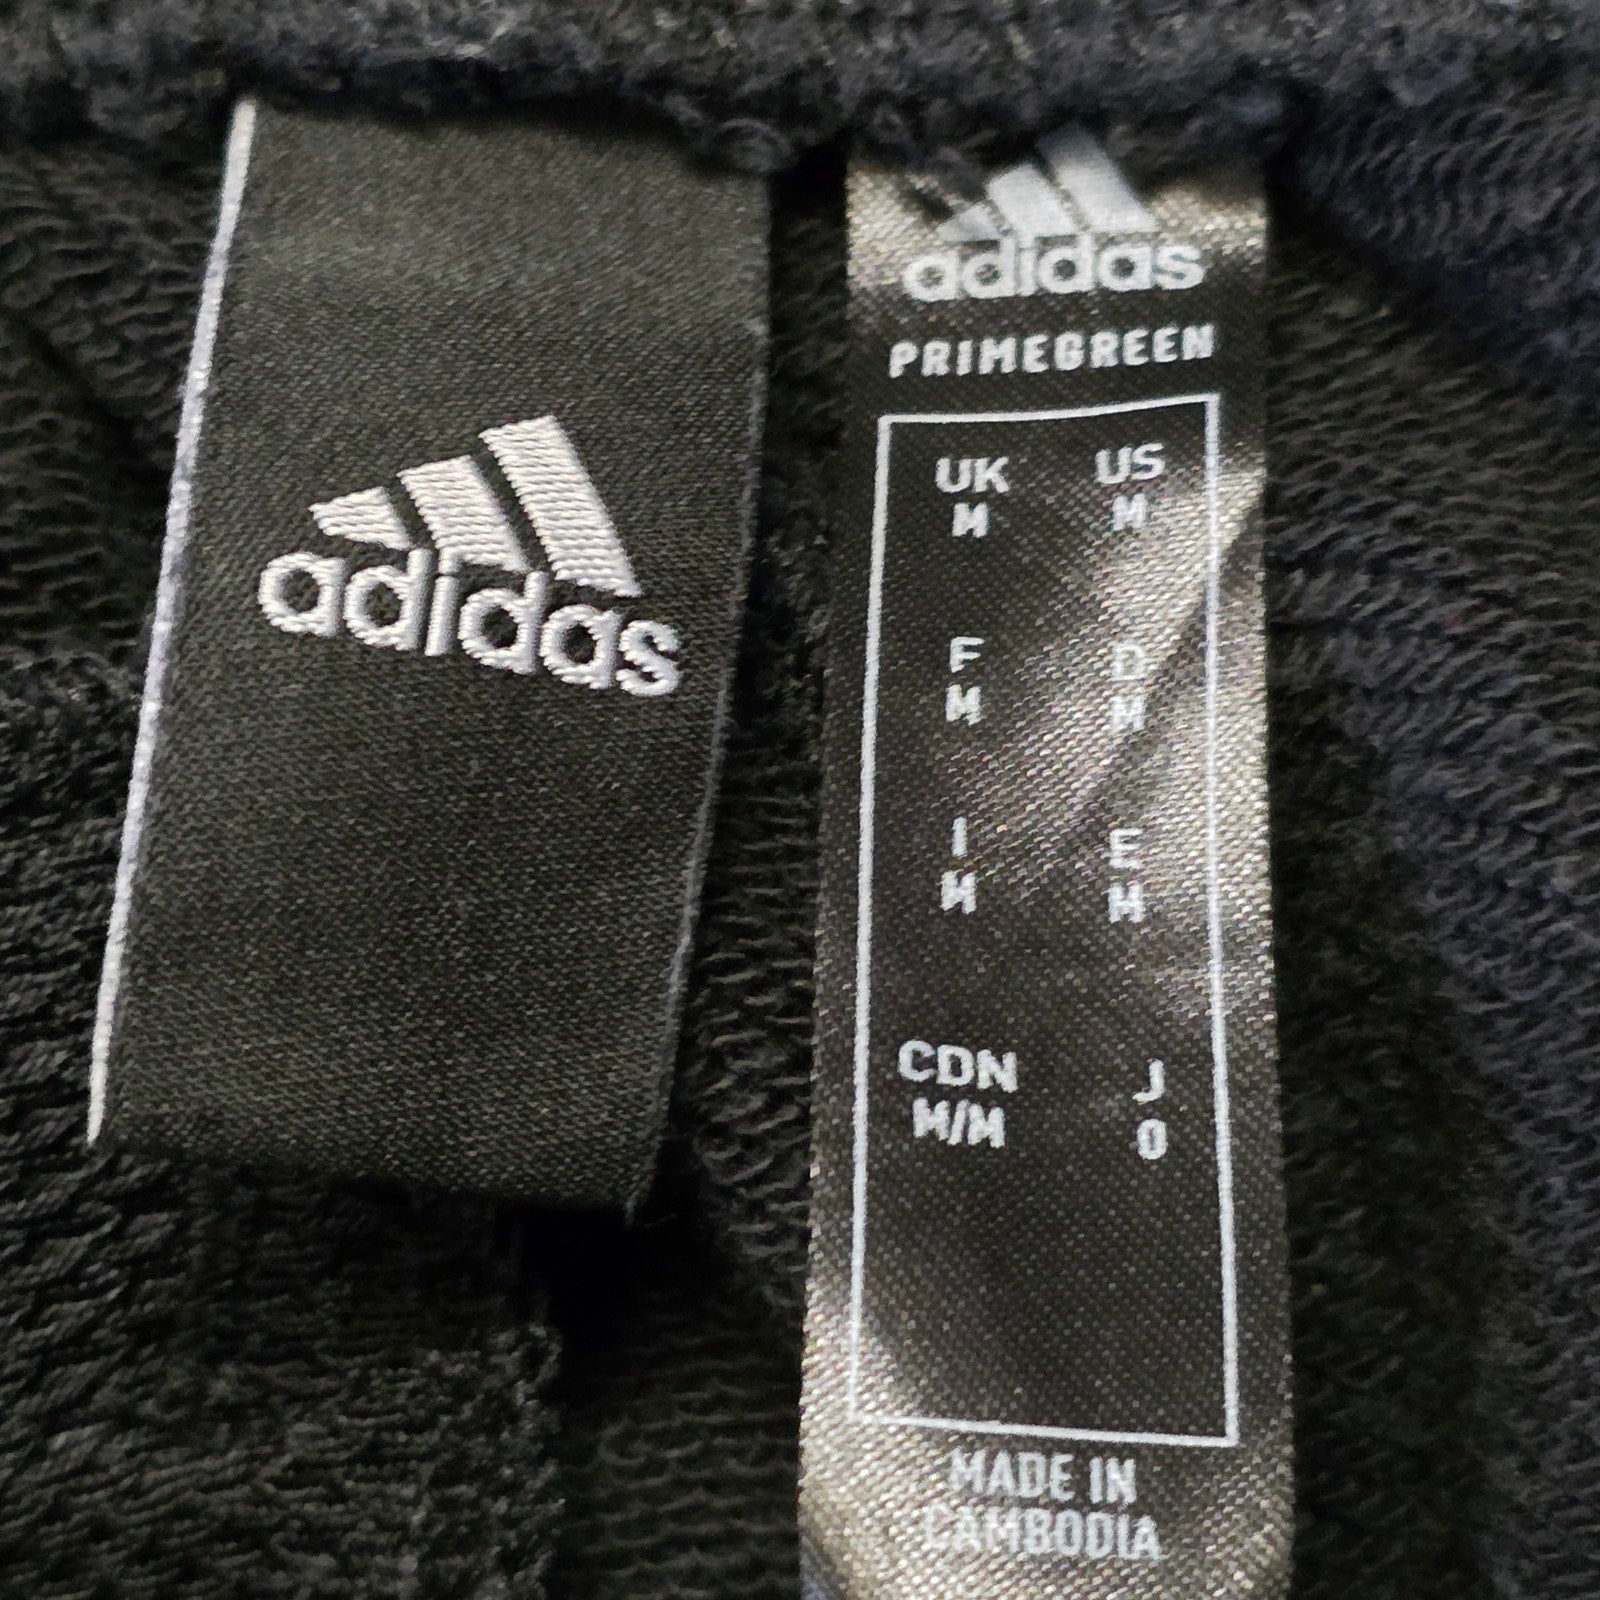 adidas
adidas
PRIMEGREEN
UK US
M M
F D
M M
I E
M M
CDN J
M/M O
MADE IN
CAMBODIA